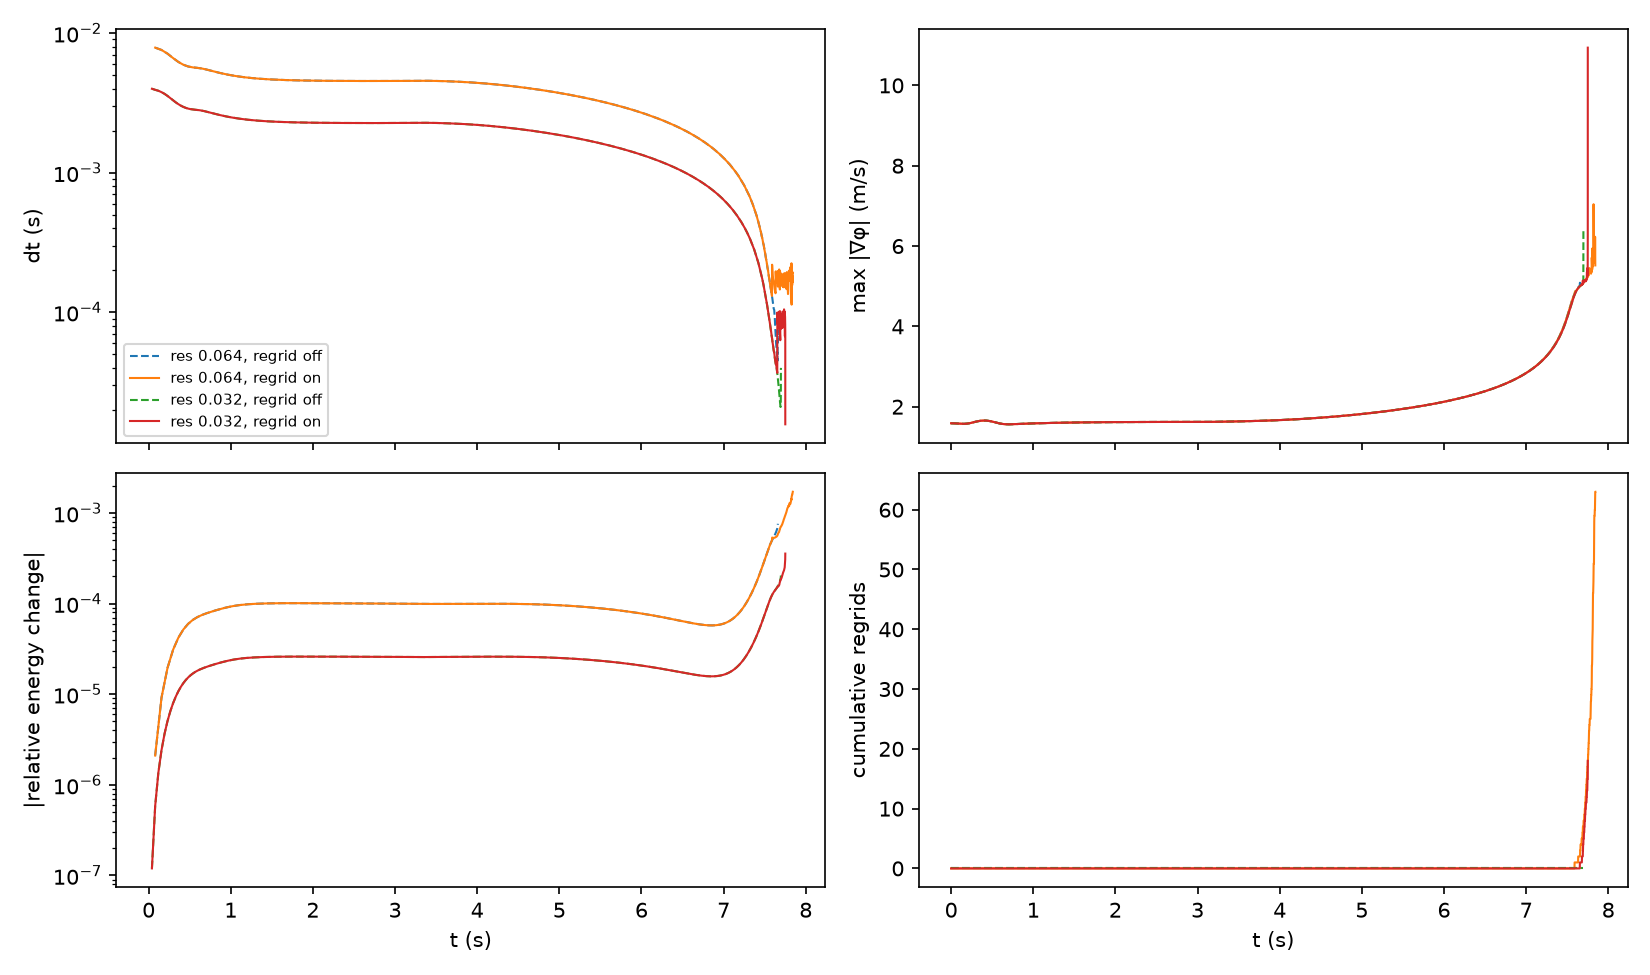 10⁻²
10⁻³
10⁻⁴
dt (s)
res 0.064, regrid off
res 0.064, regrid on
res 0.032, regrid off
res 0.032, regrid on
10
8
6
4
2
max |∇φ| (m/s)
10⁻³
10⁻⁴
10⁻⁵
10⁻⁶
10⁻⁷
|relative energy change|
0 1 2 3 4 5 6 7 8
t (s)
60
50
40
30
20
10
0
cumulative regrids
0 1 2 3 4 5 6 7 8
t (s)